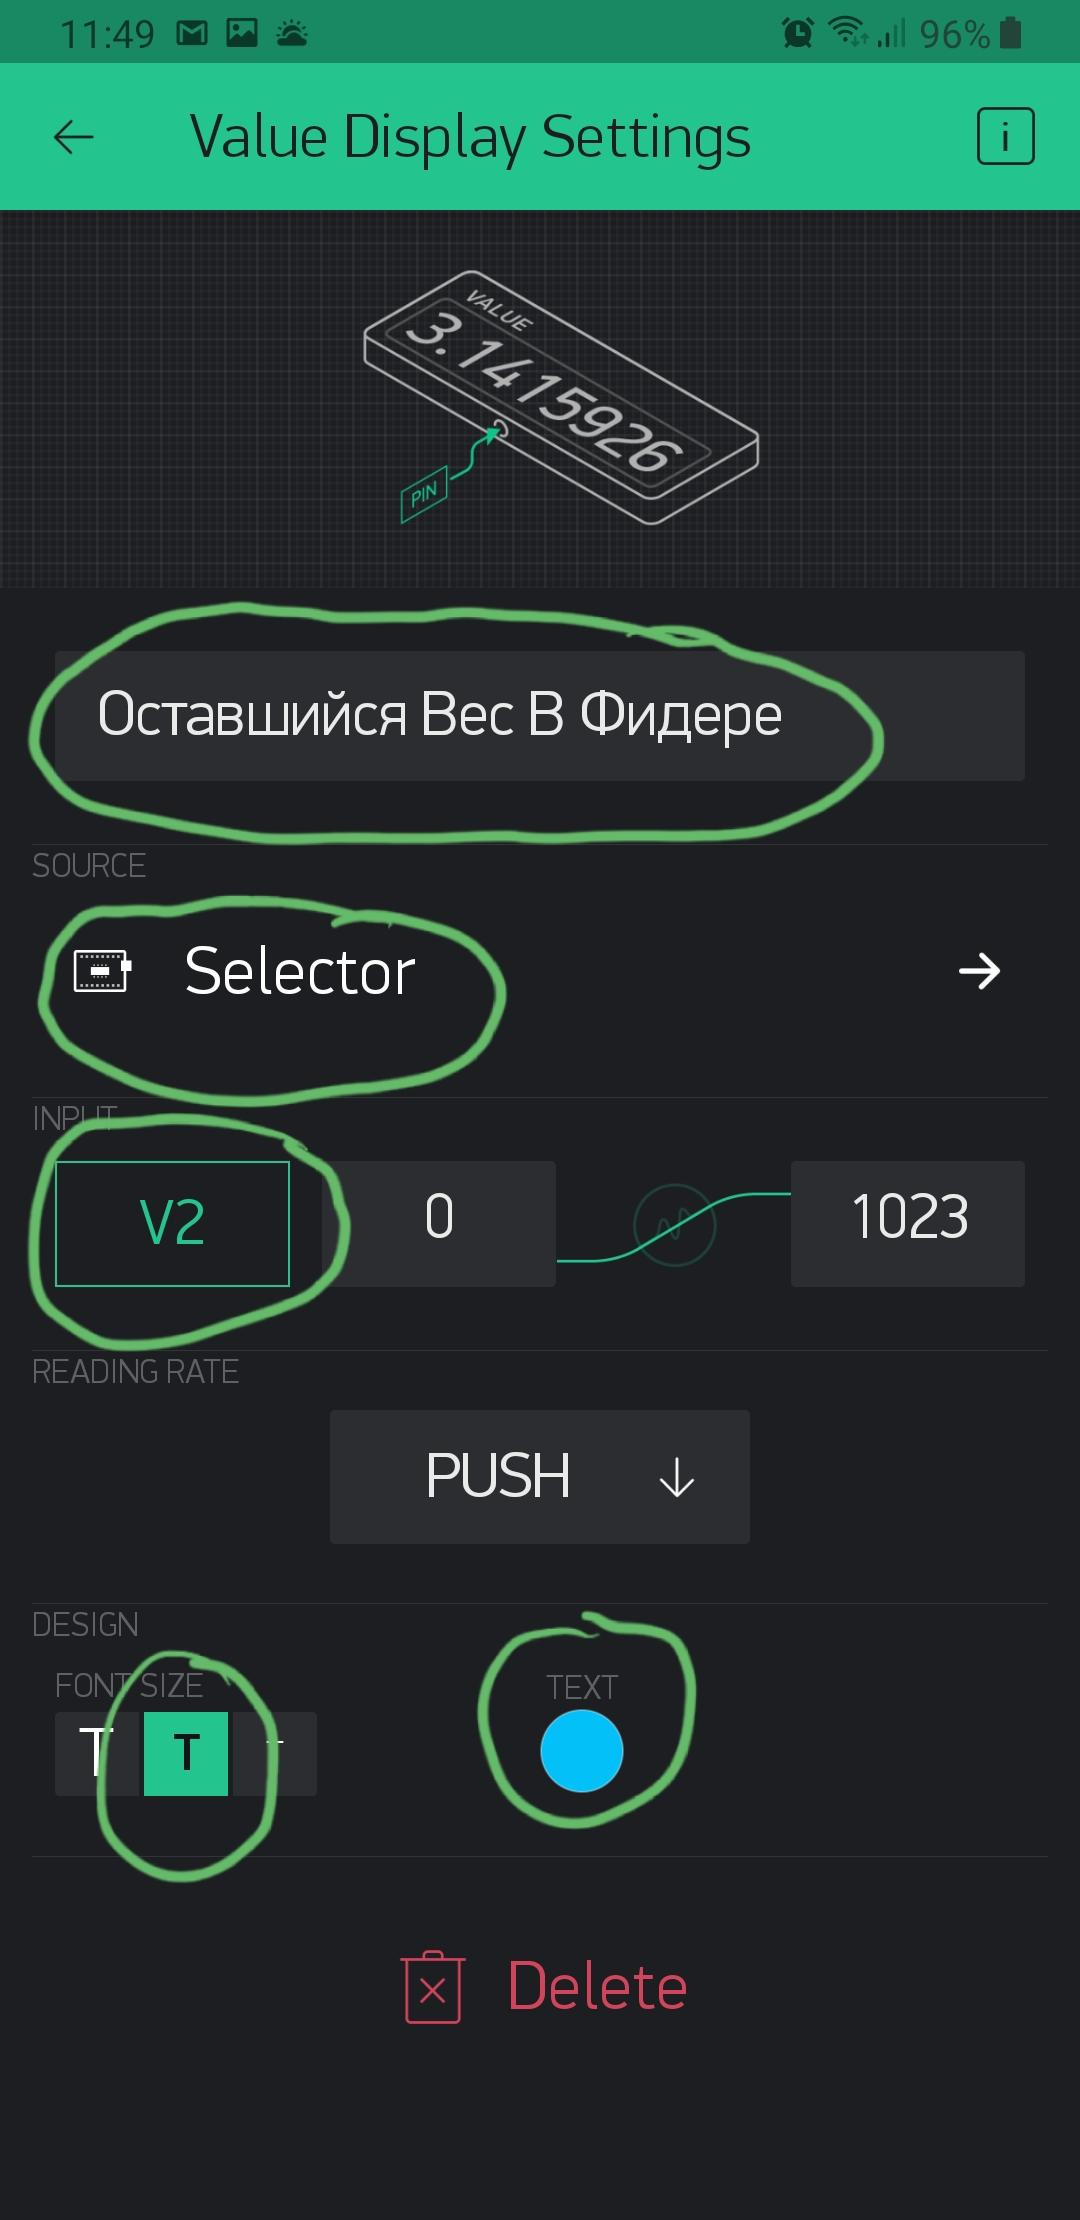 11:49 96%
Value Display Settings i
VALUE
3.1415926
PIN
Оставшийся Вес В Фидере
SOURCE
Selector
INPUT
V2 0 1023
READING RATE
PUSH
DESIGN
FONT SIZE TEXT
T T T
Delete